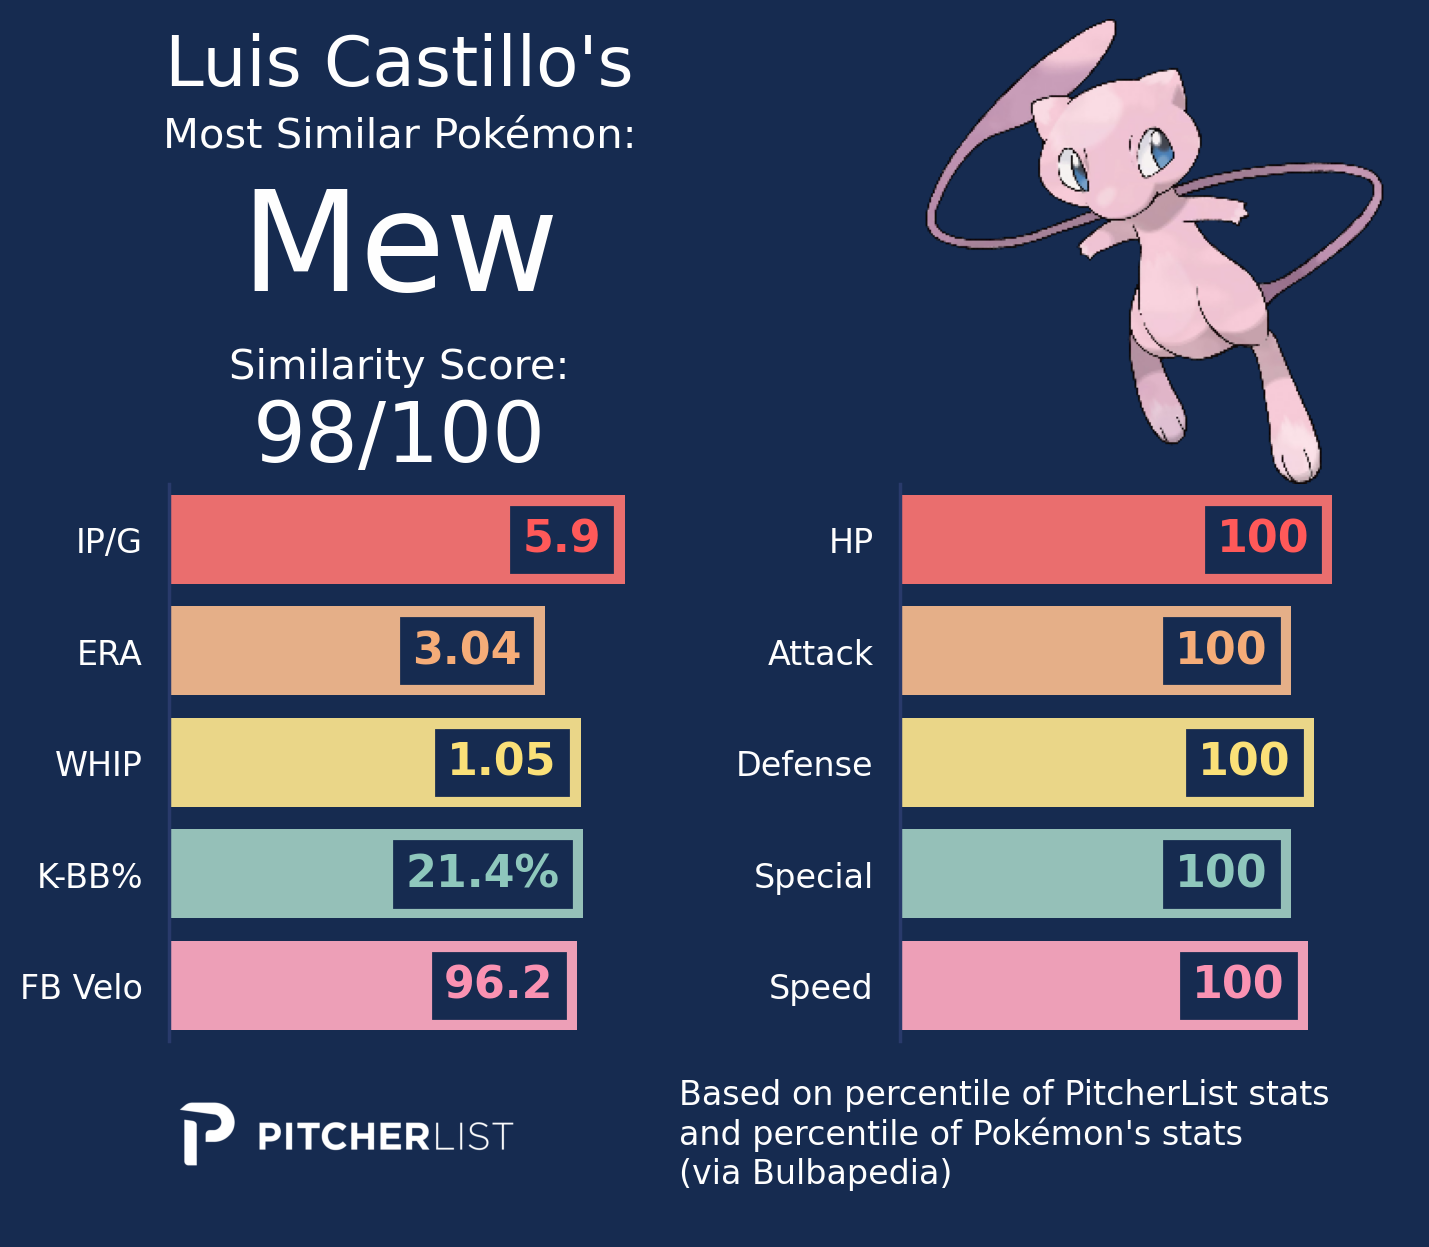 Luis Castillo's
Most Similar Pokémon:
Mew
Similarity Score:
98/100
IP/G 5.9
ERA 3.04
WHIP 1.05
K-BB% 21.4%
FB Velo 96.2
HP 100
Attack 100
Defense 100
Special 100
Speed 100
PITCHERLIST
Based on percentile of PitcherList stats
and percentile of Pokémon's stats
(via Bulbapedia)